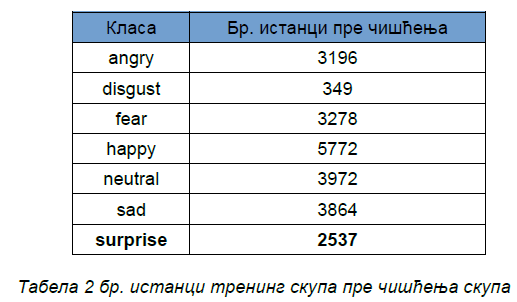 Класа Бр. истанци пре чишћења
angry 3196
disgust 349
fear 3278
happy 5772
neutral 3972
sad 3864
surprise 2537
Табела 2 бр. истанци тренинг скупа пре чишћења скупа